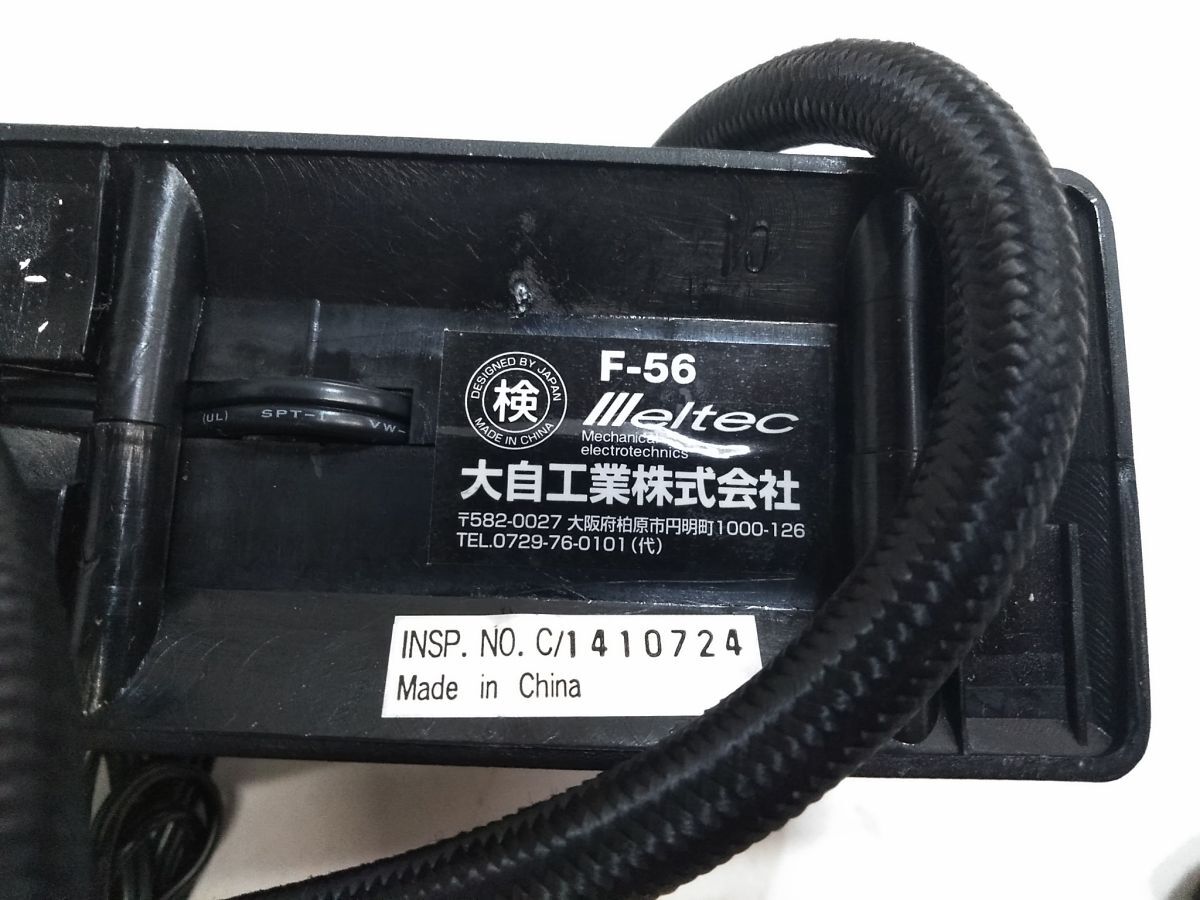 F-56
DESIGNED BY JAPAN
検
MADE IN CHINA
Meltec
Mechanical
electrotechnics
大自工業株式会社
〒582-0027 大阪府柏原市円明町1000-126
TEL.0729-76-0101(代)
(UL) SPT-1 VW-
INSP. NO. C/1410724
Made in China